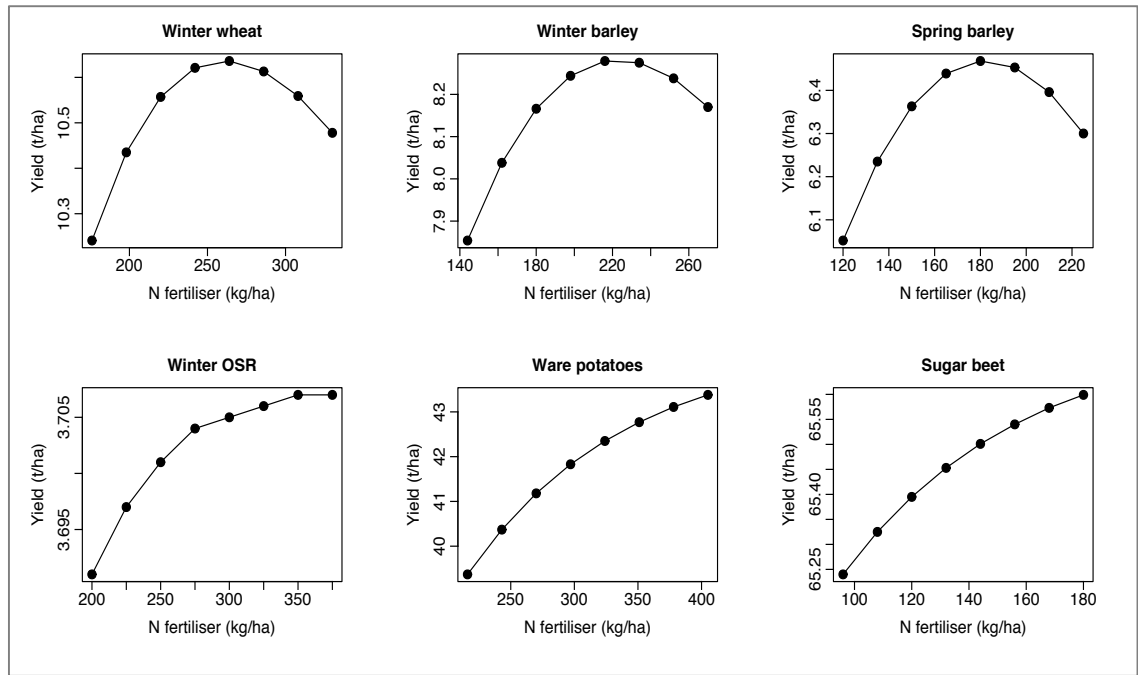 Winter wheat
Yield (t/ha)
10.3
10.5
200
250
300
N fertiliser (kg/ha)
Winter barley
Yield (t/ha)
7.9
8.0
8.1
8.2
140
180
220
260
N fertiliser (kg/ha)
Spring barley
Yield (t/ha)
6.1
6.2
6.3
6.4
120
140
160
180
200
220
N fertiliser (kg/ha)
Winter OSR
Yield (t/ha)
3.695
3.705
200
250
300
350
N fertiliser (kg/ha)
Ware potatoes
Yield (t/ha)
40
41
42
43
250
300
350
400
N fertiliser (kg/ha)
Sugar beet
Yield (t/ha)
65.25
65.40
65.55
100
120
140
160
180
N fertiliser (kg/ha)